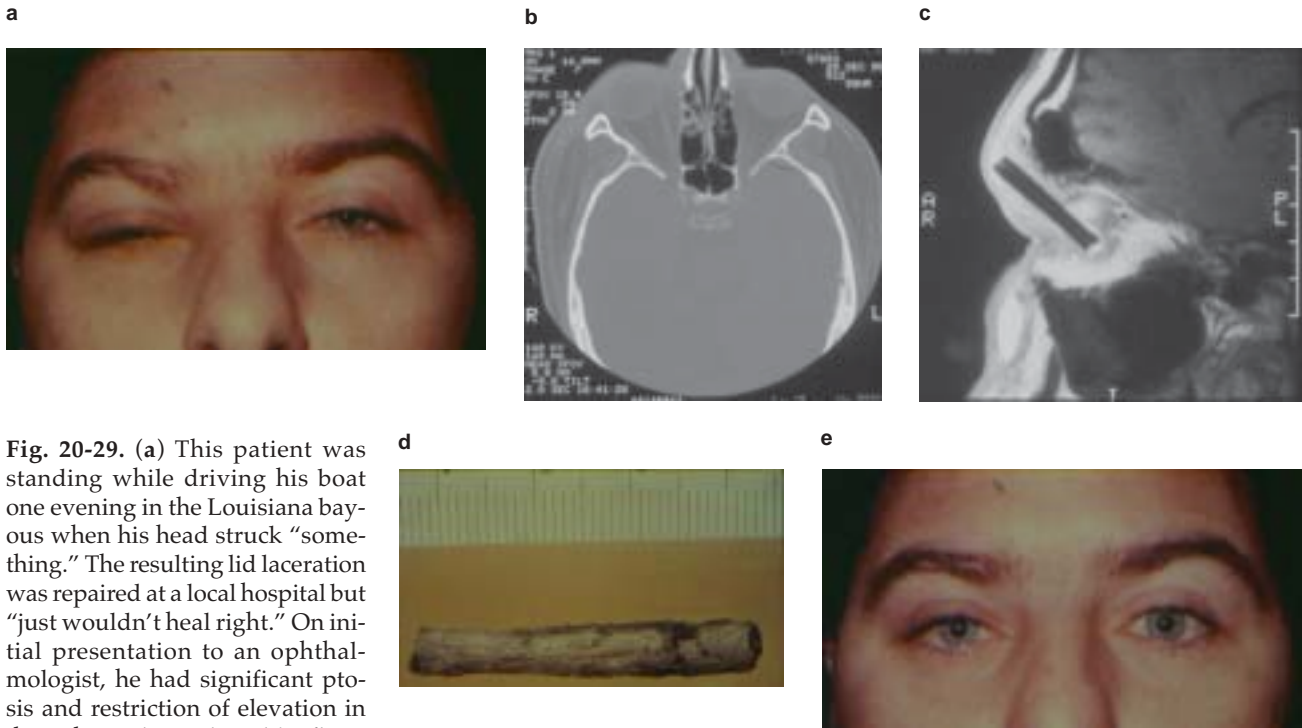 a
b
c
R
L
A
R
P
L
Fig. 20-29. (a) This patient was
standing while driving his boat
one evening in the Louisiana bay-
ous when his head struck “some-
thing.” The resulting lid laceration
was repaired at a local hospital but
“just wouldn’t heal right.” On ini-
tial presentation to an ophthal-
mologist, he had significant pto-
sis and restriction of elevation in
d
e